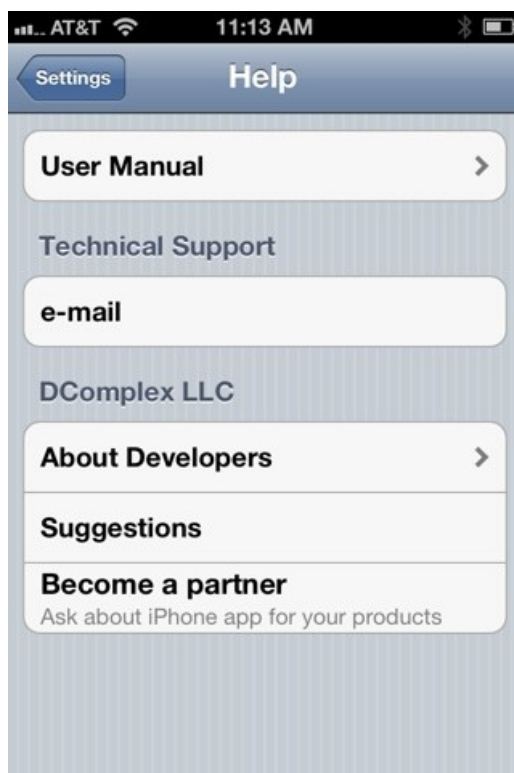 AT&T 11:13 AM
Settings Help
User Manual
Technical Support
e-mail
DComplex LLC
About Developers
Suggestions
Become a partner
Ask about iPhone app for your products